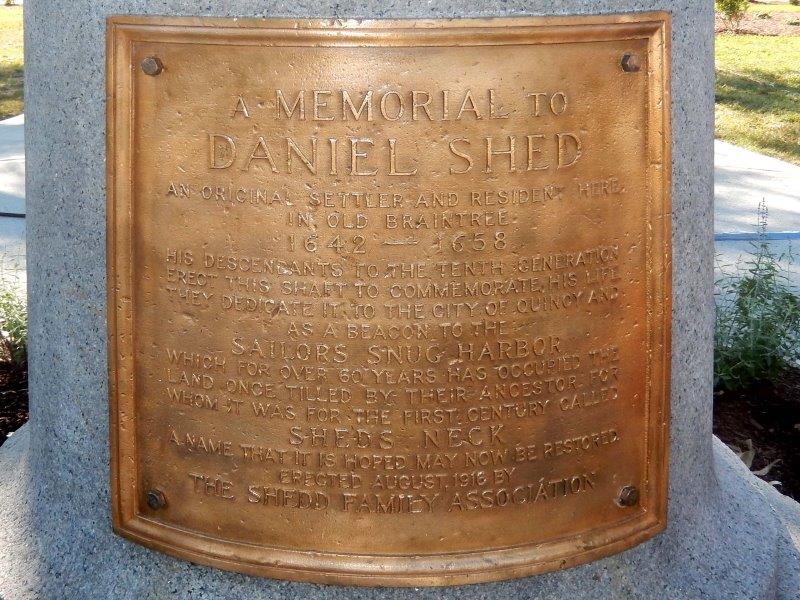 A MEMORIAL TO
DANIEL SHED
AN ORIGINAL SETTLER AND RESIDENT HERE
IN OLD BRAINTREE
1642 — 1658
HIS DESCENDANTS TO THE TENTH GENERATION
ERECT THIS SHAFT TO COMMEMORATE HIS LIFE
THEY DEDICATE IT TO THE CITY OF QUINCY AND
AS A BEACON TO THE
SAILORS SNUG HARBOR
WHICH FOR OVER 60 YEARS HAS OCCUPIED THE
LAND ONCE TILLED BY THEIR ANCESTOR FOR
WHOM IT WAS FOR THE FIRST CENTURY CALLED
SHEDS NECK
A NAME THAT IT IS HOPED MAY NOW BE RESTORED.
ERECTED AUGUST, 1916 BY
THE SHEDD FAMILY ASSOCIATION